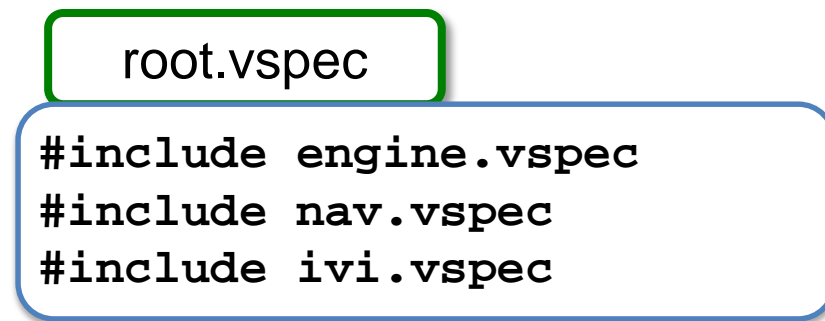 root.vspec
#include engine.vspec
#include nav.vspec
#include ivi.vspec